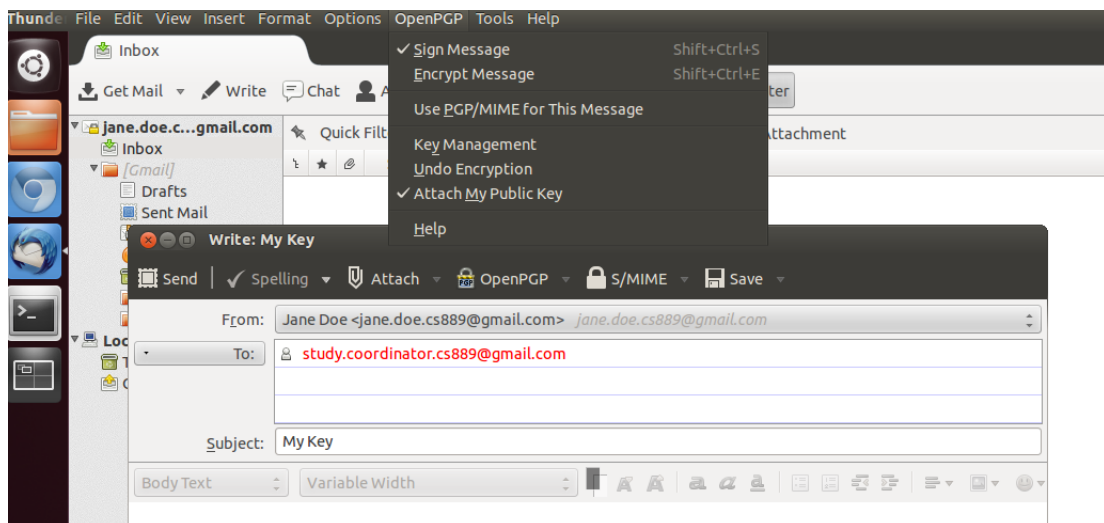 Thunde File Edit View Insert Format Options OpenPGP Tools Help
Inbox
Sign Message Shift+Ctrl+S
Encrypt Message Shift+Ctrl+E
Use PGP/MIME for This Message
Key Management
Undo Encryption
Attach My Public Key
Help
Get Mail Write Chat A ter
jane.doe.c...gmail.com
Quick Filt ttachment
Inbox
[Gmail]
Drafts
Sent Mail
Loc
Write: My Key
Send Spelling Attach OpenPGP S/MIME Save
From: Jane Doe <jane.doe.cs889@gmail.com> jane.doe.cs889@gmail.com
To: study.coordinator.cs889@gmail.com
Subject: My Key
Body Text Variable Width